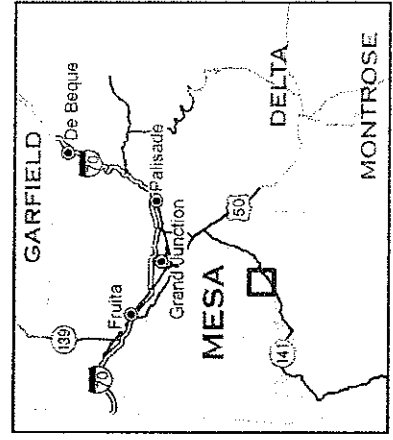 GARFIELD
De Beque
70
139
Fruita
Palisade
70
Grand Junction
50
DELTA
MESA
141
MONTROSE